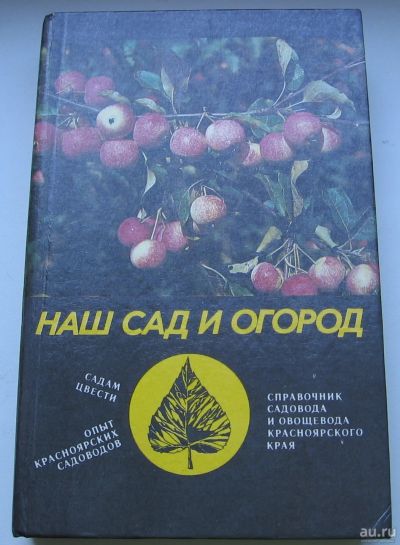 НАШ САД И ОГОРОД
САДАМ
ЦВЕСТИ
ОПЫТ
КРАСНОЯРСКИХ
САДОВОДОВ
СПРАВОЧНИК
САДОВОДА
И ОВОЩЕВОДА
КРАСНОЯРСКОГО
КРАЯ
au.ru